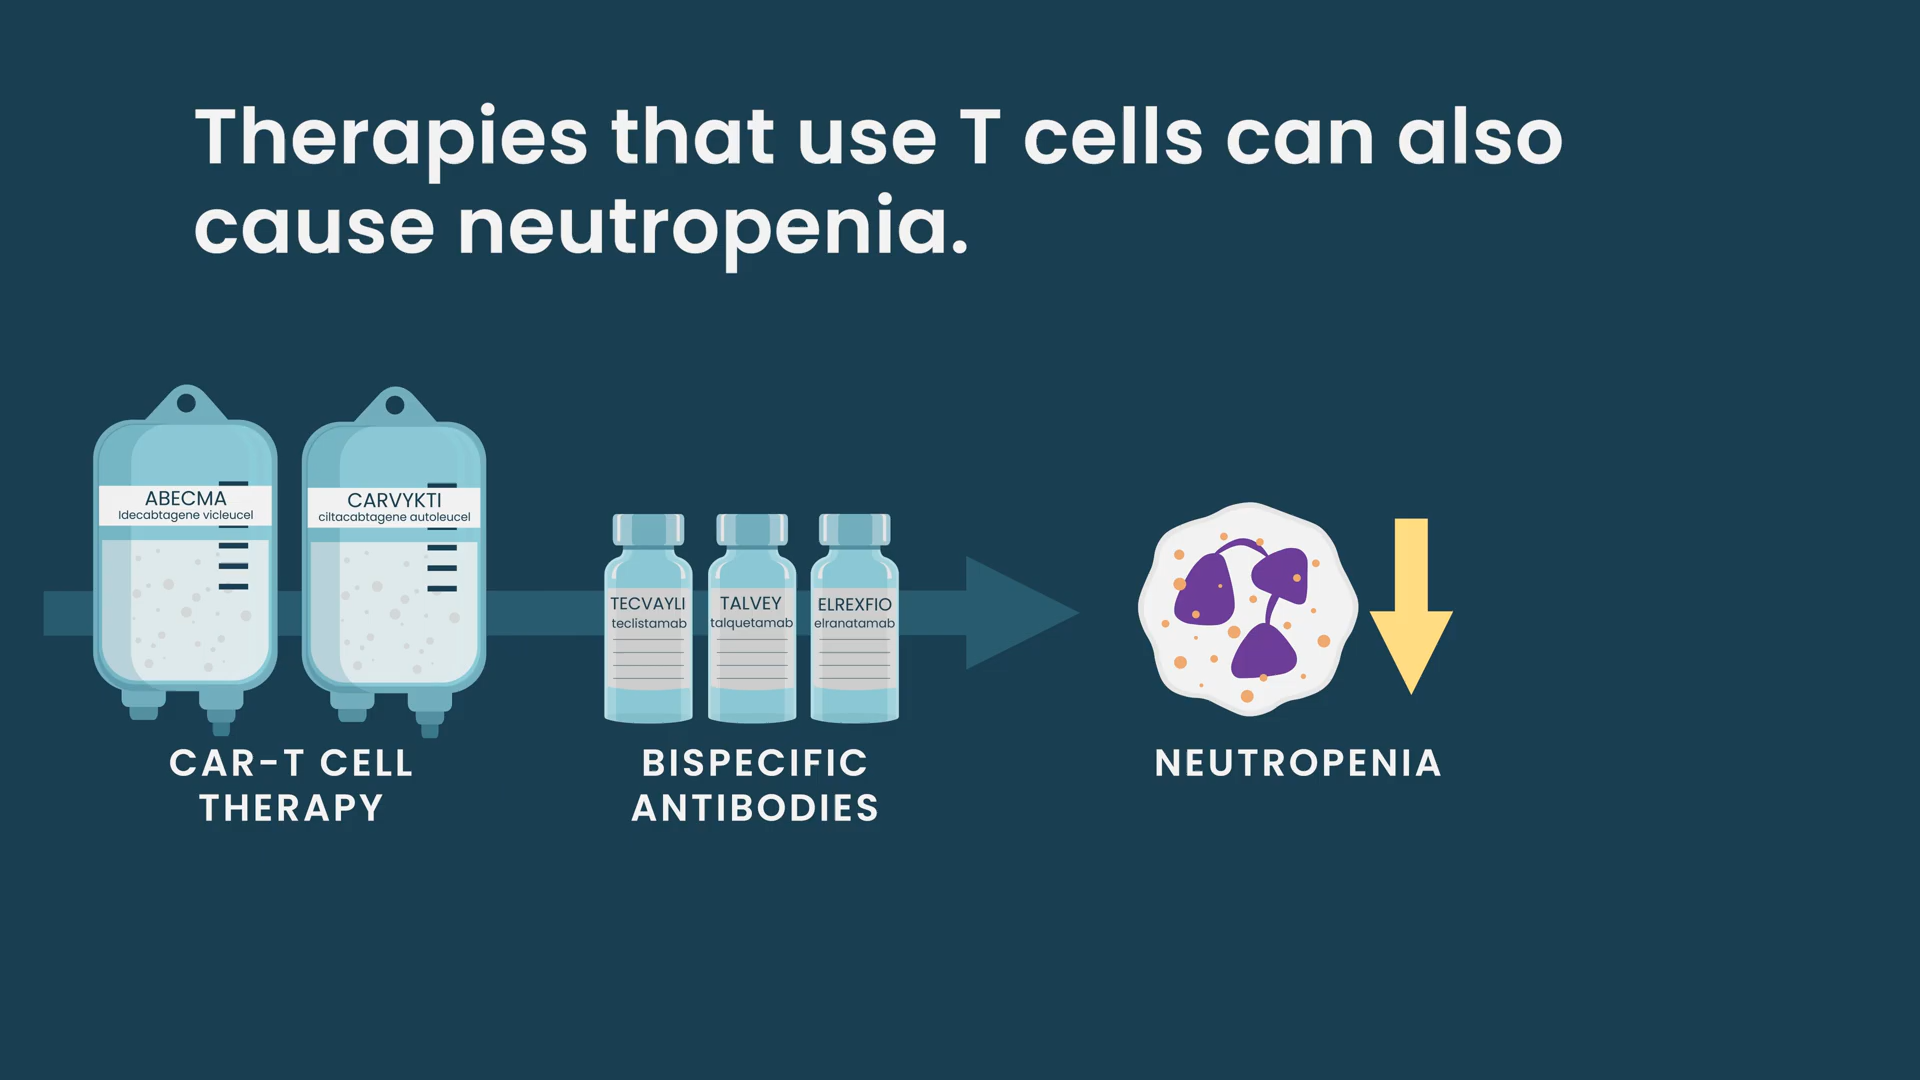 Therapies that use T cells can also
cause neutropenia.
ABECMA
Idecabtagene vicleucel
CARVYKTI
ciltacabtagene autoleucel
TECVAYLI
teclistamab
TALVEY
talquetamab
ELREXFIO
elranatamab
CAR-T CELL
THERAPY
BISPECIFIC
ANTIBODIES
NEUTROPENIA